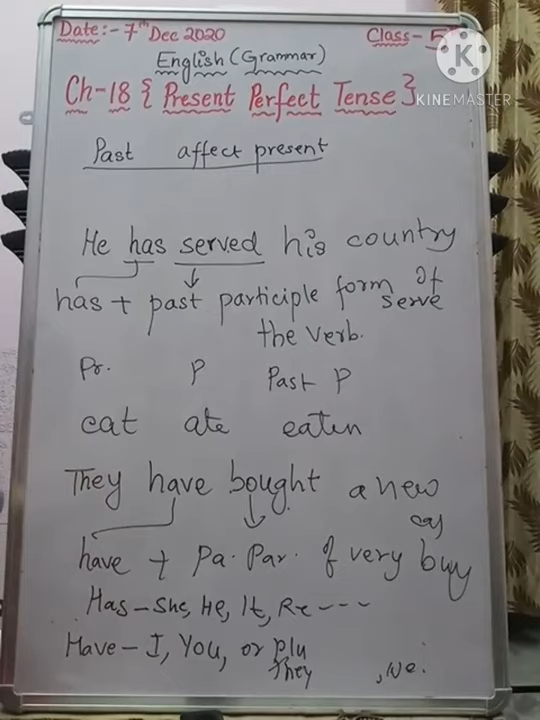 Date:- 7th Dec 2020 Class- 5
English (Grammar)
Ch-18 { Present Perfect Tense }
KINEMASTER
Past affect present
He has served his country
has + past participle form of
serve
the verb.
Pr. P Past P
eat ate eaten
They have bought a new
have + Pa. Par. of very buy
Has - She, He, It, Re---
Have - I, You, or plu
They , we.